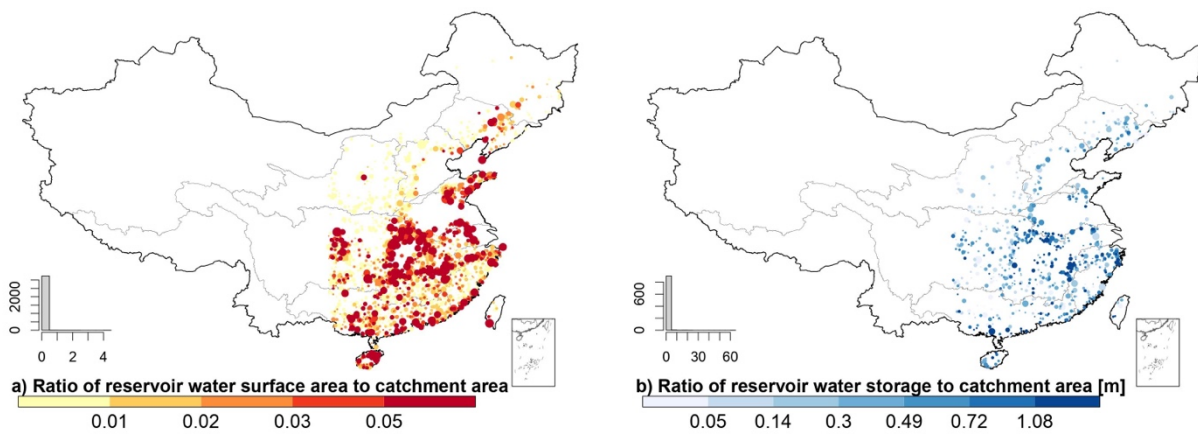 2000
0
0 2 4
a) Ratio of reservoir water surface area to catchment area
0.01 0.02 0.03 0.05
600
0
0 30 60
b) Ratio of reservoir water storage to catchment area [m]
0.05 0.14 0.3 0.49 0.72 1.08